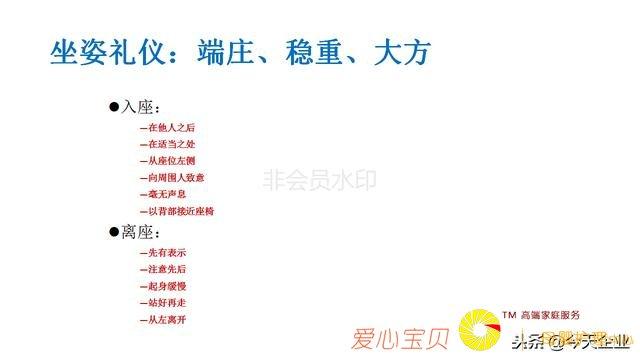 坐姿礼仪：端庄、稳重、大方
●入座：
—在他人之后
—在适当之处
—从座位左侧
—向周围人致意
—毫无声息
—以背部接近座椅
●离座：
—先有表示
—注意先后
—起身缓慢
—站好再走
—从左离开
非会员水印
爱心宝贝
TM 高端家庭服务
头条@今天企业